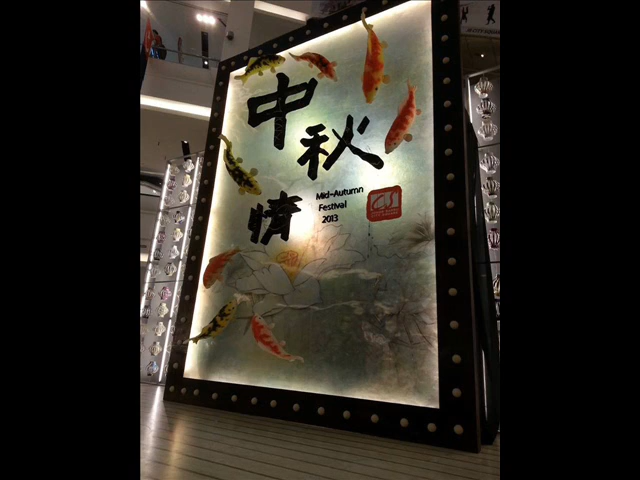 中
秋
情
Mid-Autumn
Festival
2013